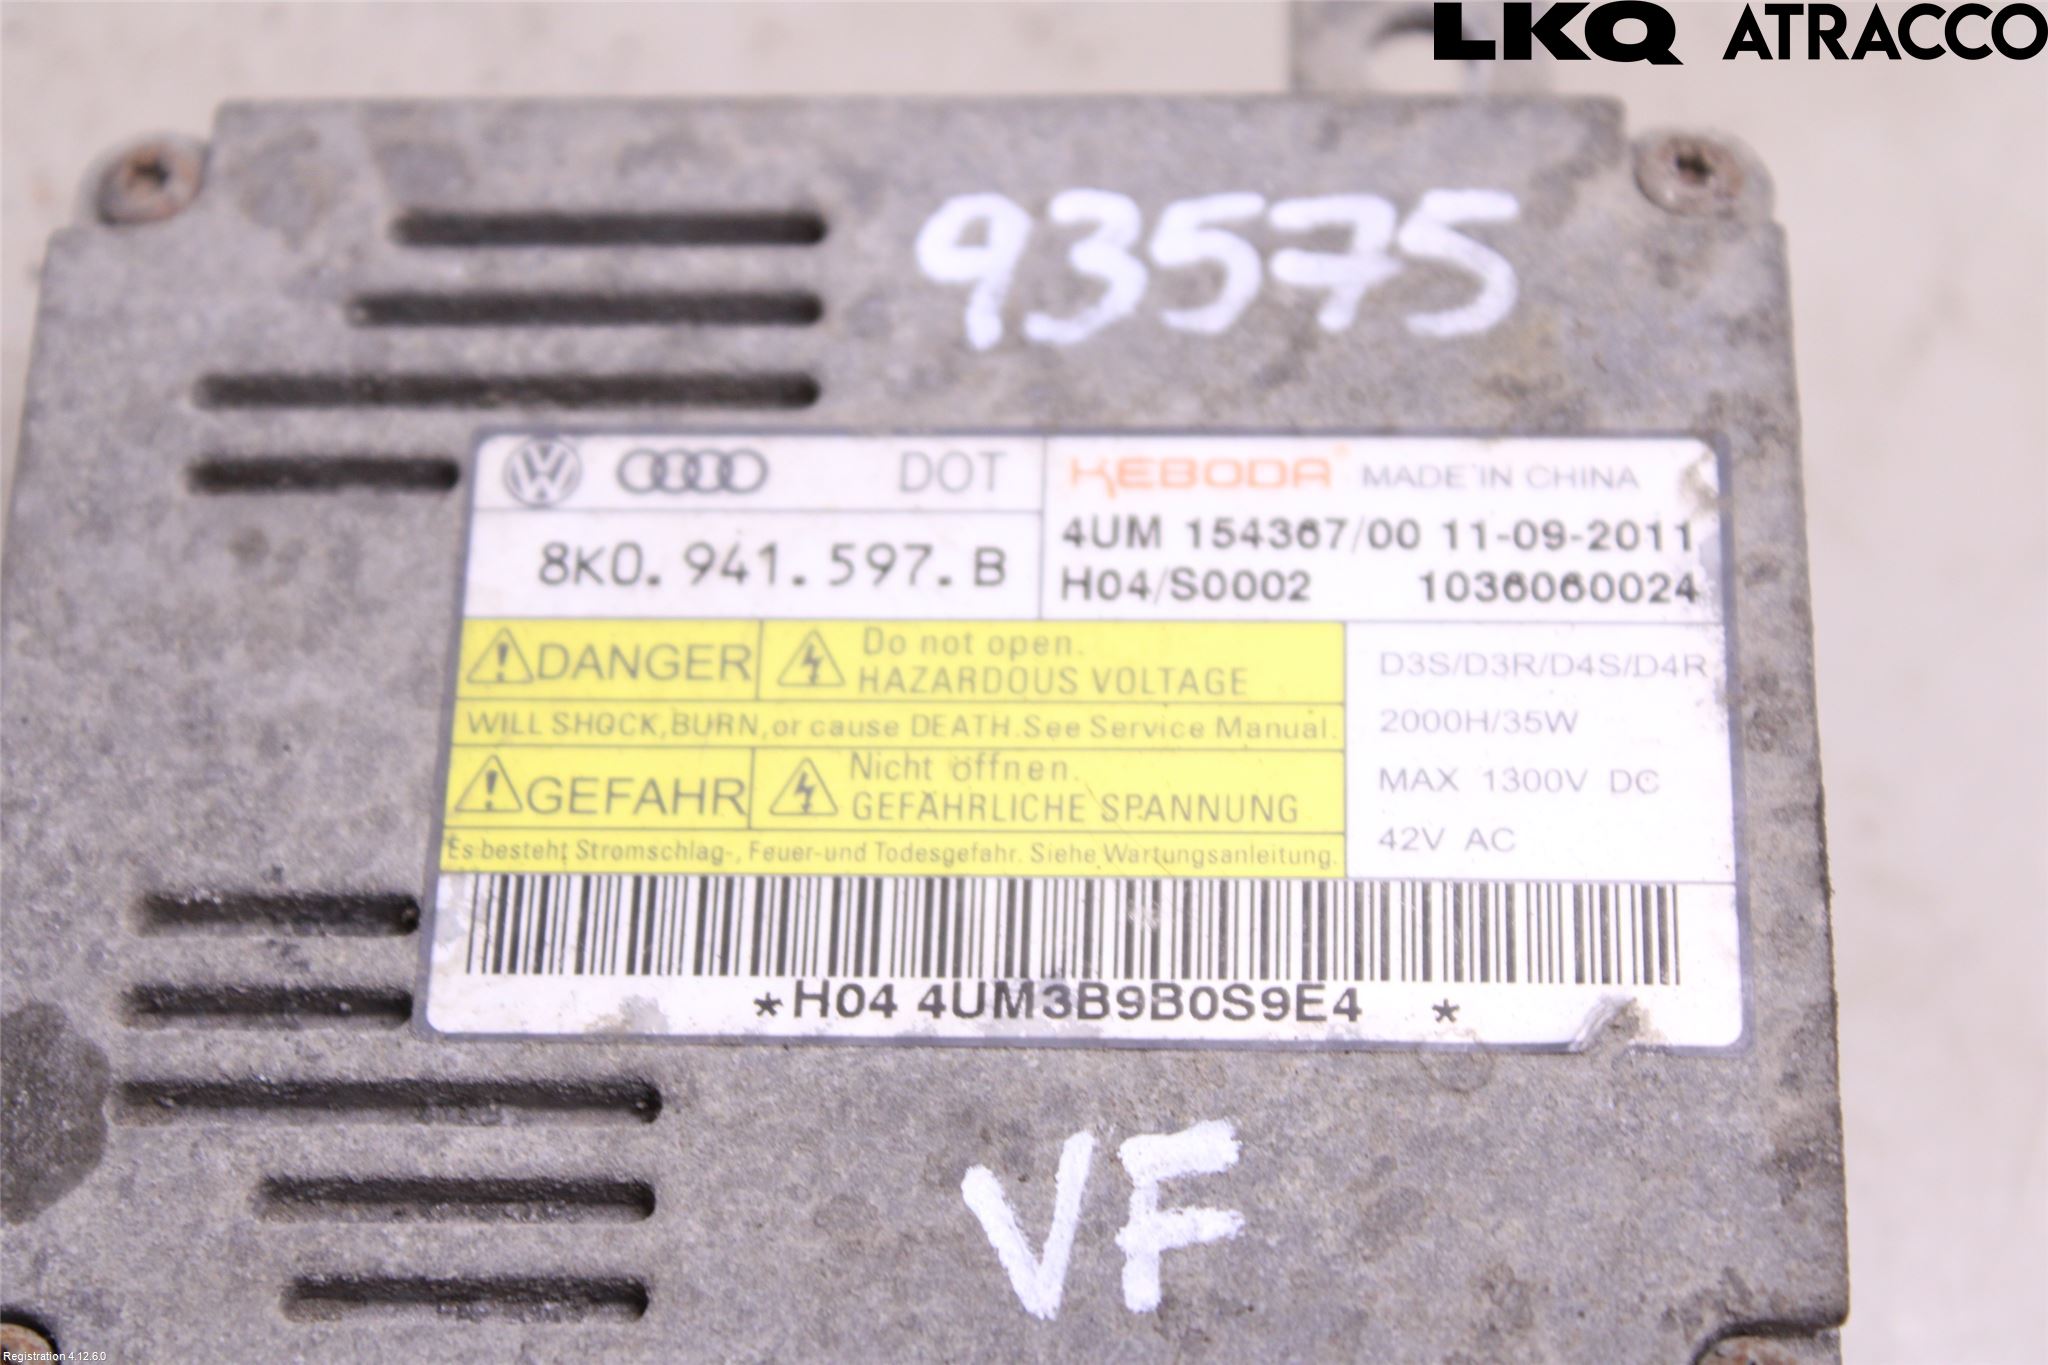 LKQ ATRACCO
93575
DOT
KEBODA MADE IN CHINA
8K0.941.597.B
4UM 154367/00 11-09-2011
H04/S0002 1036060024
DANGER
Do not open.
HAZARDOUS VOLTAGE
WILL SHOCK,BURN,or cause DEATH.See Service Manual.
GEFAHR
Nicht öffnen.
GEFÄHRLICHE SPANNUNG
Es besteht Stromschlag-, Feuer-und Todesgefahr. Siehe Wartungsanleitung.
D3S/D3R/D4S/D4R
2000H/35W
MAX 1300V DC
42V AC
*H04 4UM3B9B0S9E4 *
VF
Registration 4.12.6.0